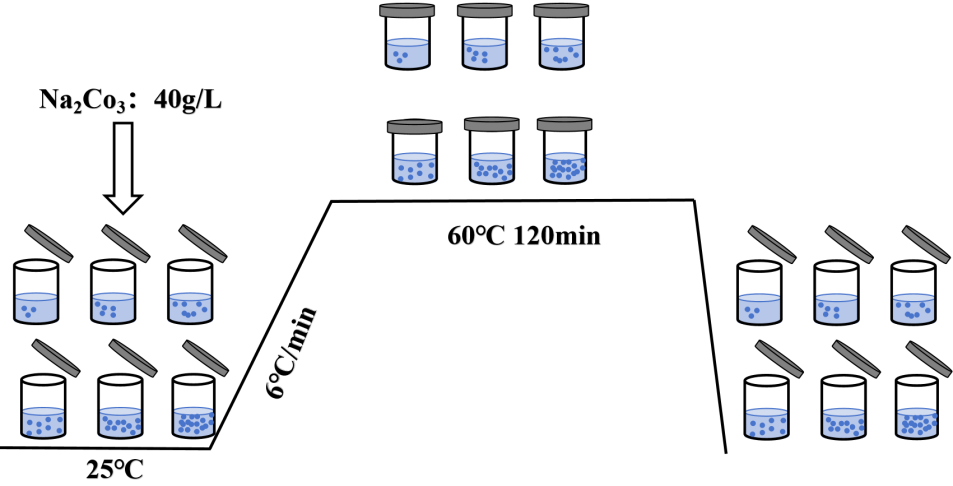 Na₂Co₃： 40g/L
60℃ 120min
6℃/min
25℃